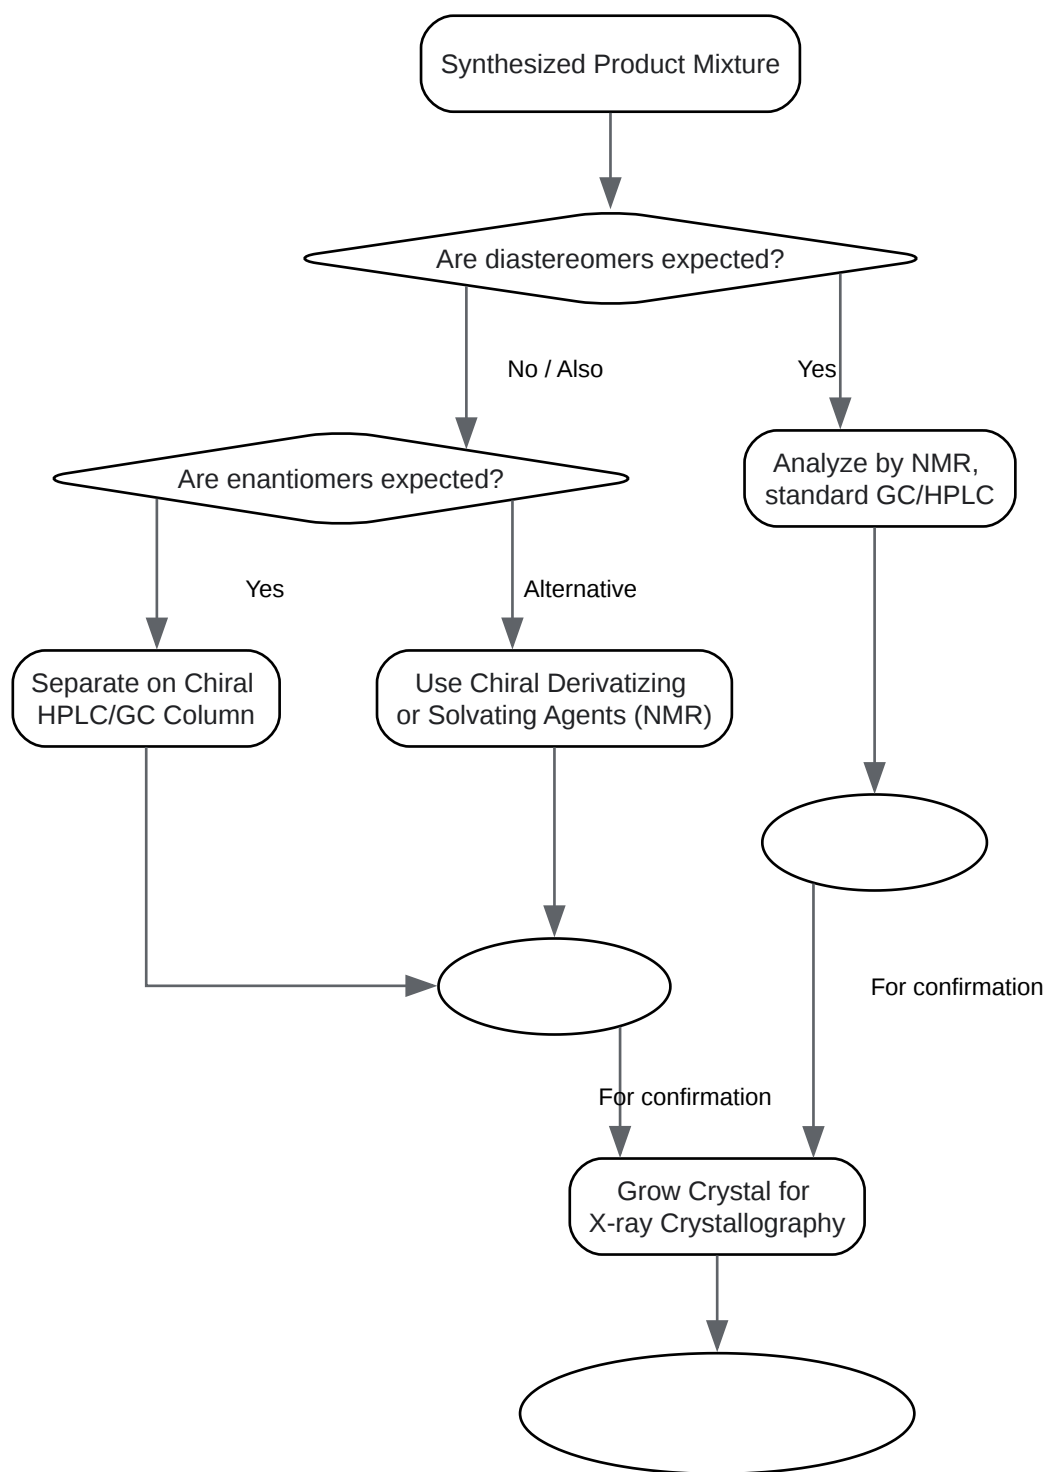 Synthesized Product Mixture
Are diastereomers expected?
No / Also
Yes
Are enantiomers expected?
Analyze by NMR,
standard GC/HPLC
Yes
Alternative
Separate on Chiral
HPLC/GC Column
Use Chiral Derivatizing
or Solvating Agents (NMR)
For confirmation
For confirmation
Grow Crystal for
X-ray Crystallography